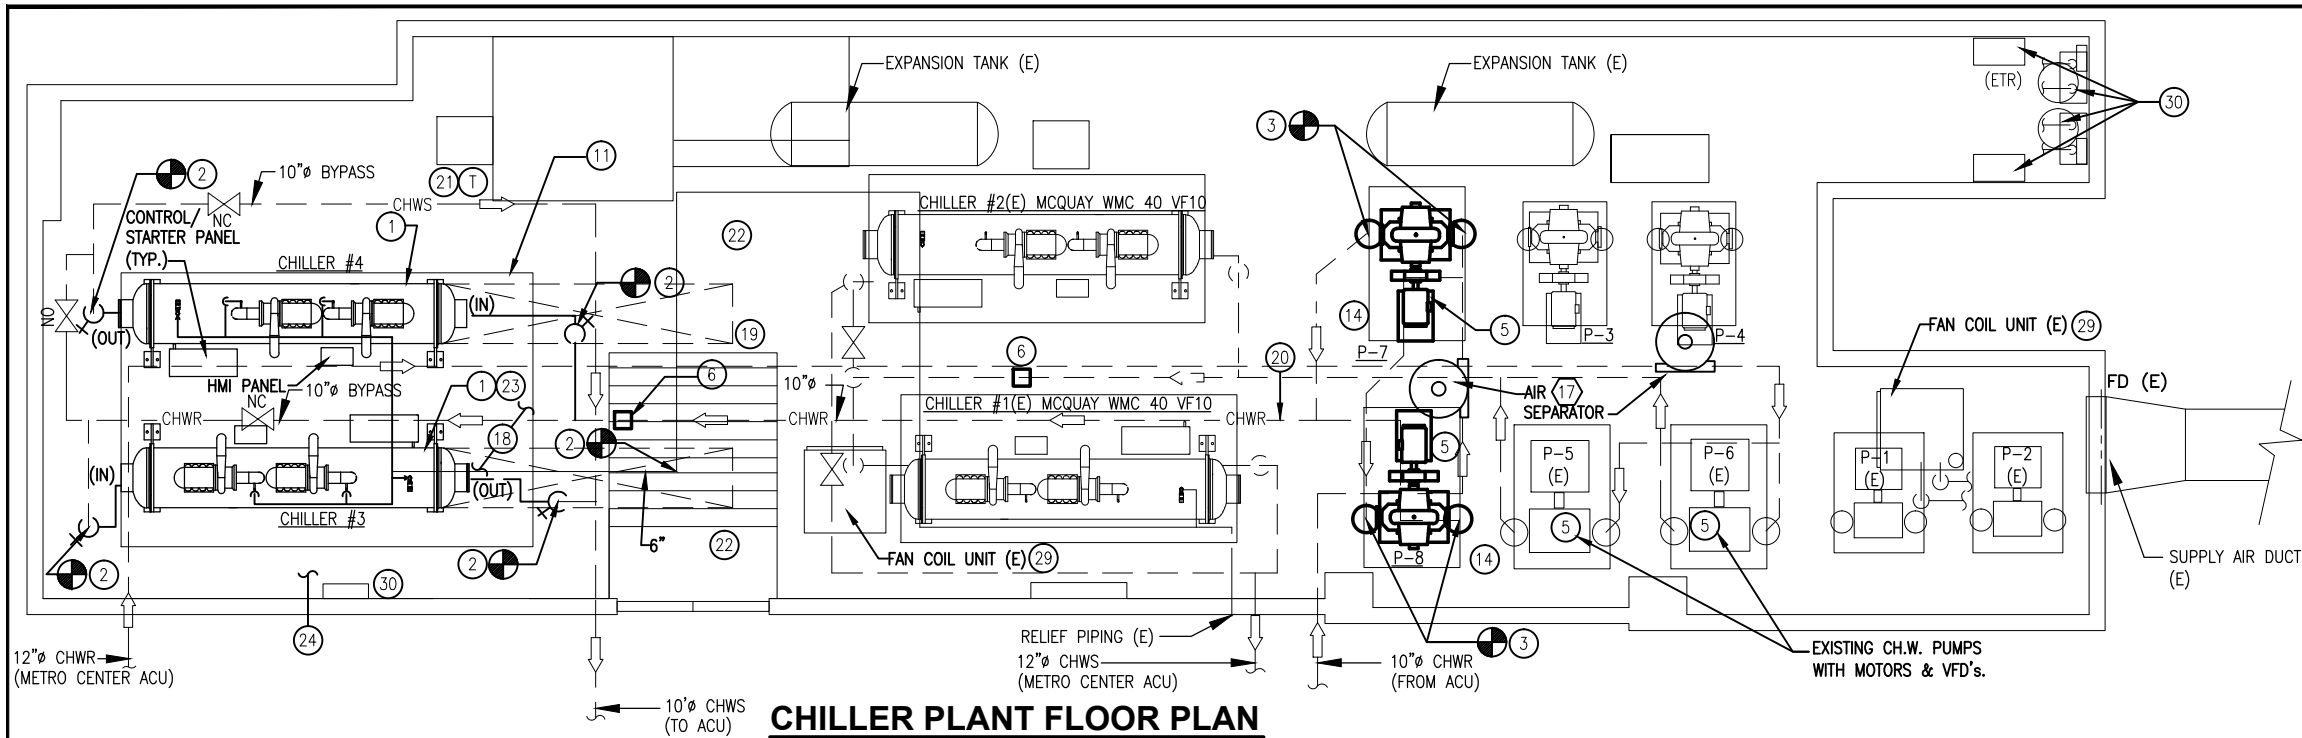 EXPANSION TANK (E)
EXPANSION TANK (E)
(ETR)
30
3
11
2
10"ø BYPASS
21
T
CHWS
NC
CONTROL/
STARTER PANEL
(TYP.)
1
22
CHILLER #2(E) MCQUAY WMC 40 VF10
CHILLER #4
2
(IN)
NO
(OUT)
19
14
5
P-3
P-4
FAN COIL UNIT (E)
29
P-7
6
20
HMI PANEL
10"ø BYPASS
NC
1
23
6
10"ø
AIR
17
SEPARATOR
FD (E)
CHWR
CHWR
CHILLER #1(E) MCQUAY WMC 40 VF10
CHWR
18
2
5
14
P-5
(E)
P-6
(E)
P-1
(E)
P-2
(E)
(IN)
(OUT)
CHILLER #3
5
5
6"
22
2
2
FAN COIL UNIT (E)
29
P-8
14
SUPPLY AIR DUCT
(E)
30
24
RELIEF PIPING (E)
3
EXISTING CH.W. PUMPS
WITH MOTORS & VFD's.
12"ø CHWR
(METRO CENTER ACU)
12"ø CHWS
(METRO CENTER ACU)
10"ø CHWR
(FROM ACU)
10'ø CHWS
(TO ACU)
CHILLER PLANT FLOOR PLAN